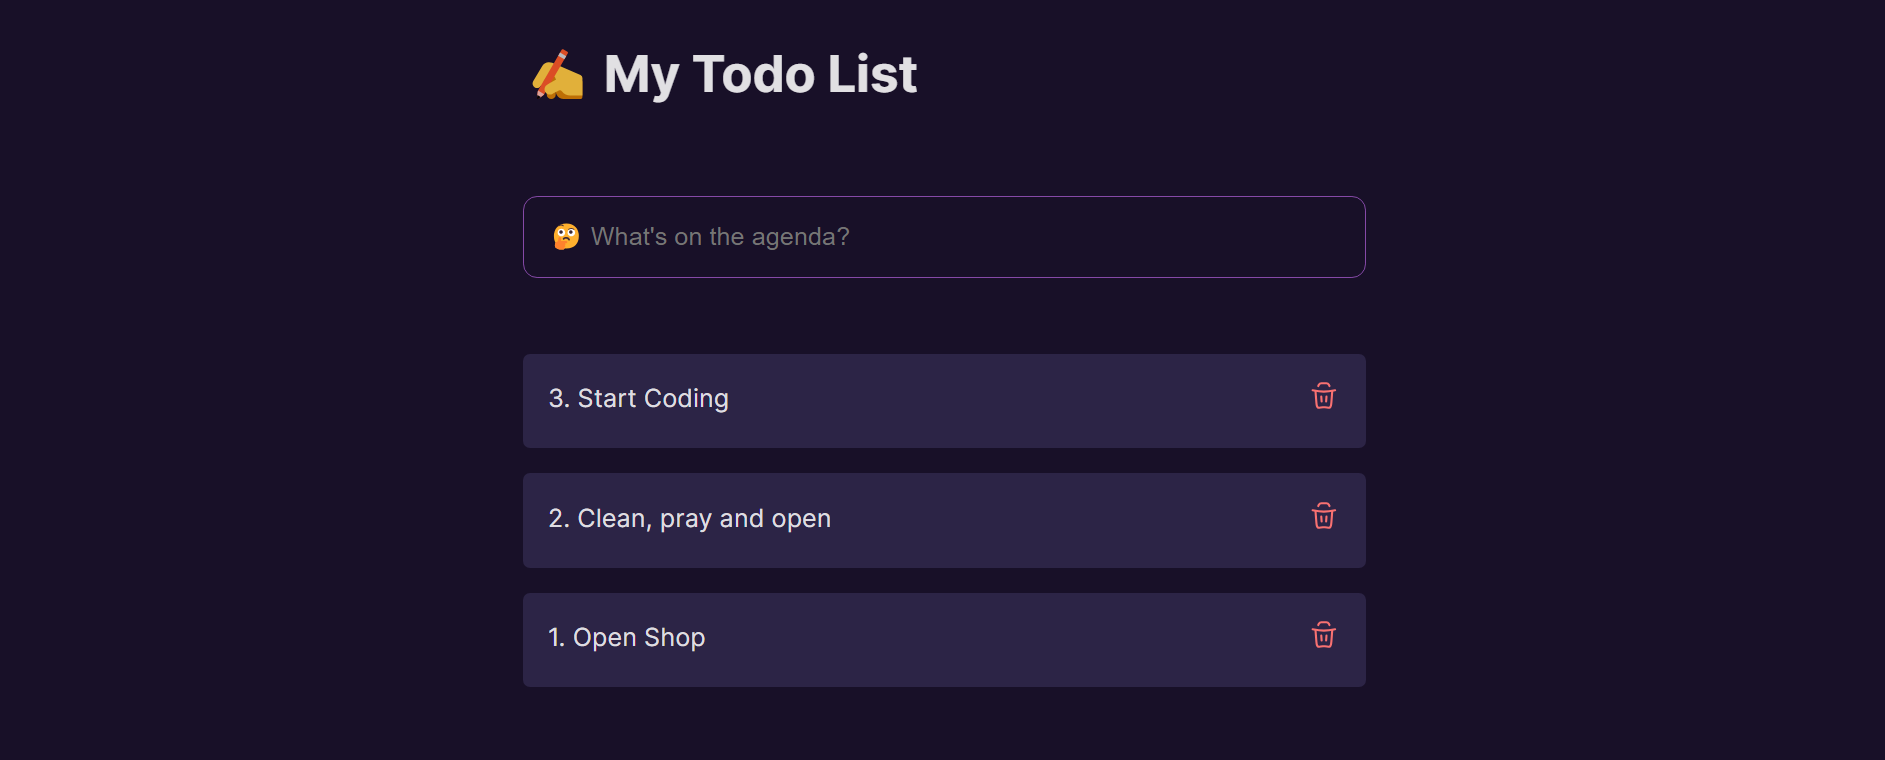 ✍️ My Todo List
🤔 What's on the agenda?
3. Start Coding
2. Clean, pray and open
1. Open Shop